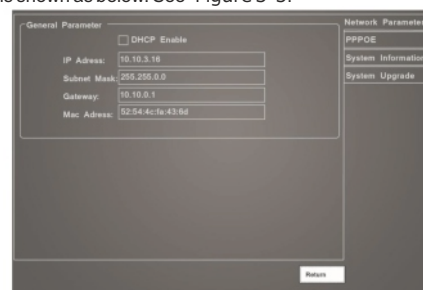 General Parameter
DHCP Enable
IP Adress: 10.10.3.16
Subnet Mask: 255.255.0.0
Gateway: 10.10.0.1
Mac Adress: 52:54:4c:fa:43:6d
Return
Network Parameter
PPPOE
System Information
System Upgrade